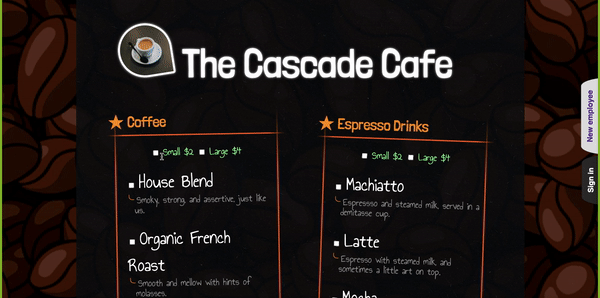 The Cascade Cafe
Coffee
Small $2 Large $4
House Blend
Smoky, strong, and assertive, just like
us.
Organic French
Roast
Smooth and mellow with hints of
molasses.
Espresso Drinks
Small $2 Large $4
Machiatto
Espresso and steamed milk, served in a
demitasse cup.
Latte
Espresso with steamed milk, and
sometimes a little art on top.
Mocha
New employee
Sign in